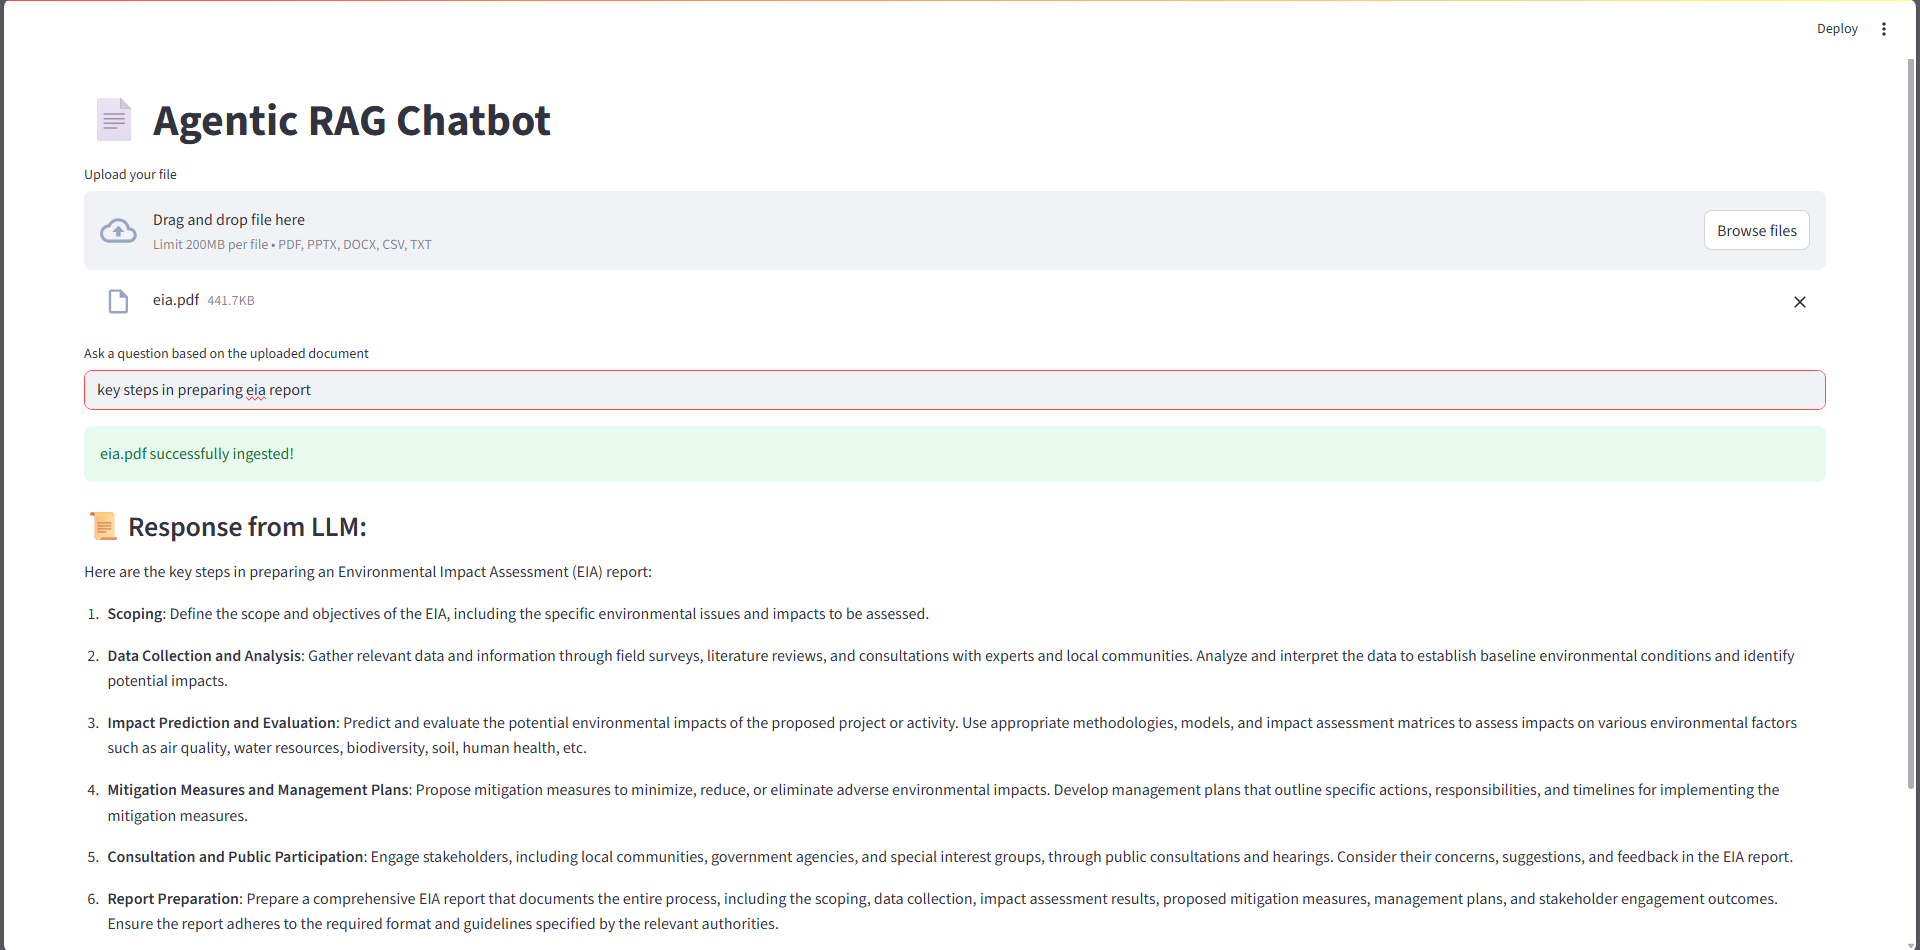 Deploy
Agentic RAG Chatbot
Upload your file
Drag and drop file here
Limit 200MB per file • PDF, PPTX, DOCX, CSV, TXT
Browse files
eia.pdf 441.7KB
Ask a question based on the uploaded document
key steps in preparing eia report
eia.pdf successfully ingested!
Response from LLM:
Here are the key steps in preparing an Environmental Impact Assessment (EIA) report:
1. Scoping: Define the scope and objectives of the EIA, including the specific environmental issues and impacts to be assessed.
2. Data Collection and Analysis: Gather relevant data and information through field surveys, literature reviews, and consultations with experts and local communities. Analyze and interpret the data to establish baseline environmental conditions and identify
potential impacts.
3. Impact Prediction and Evaluation: Predict and evaluate the potential environmental impacts of the proposed project or activity. Use appropriate methodologies, models, and impact assessment matrices to assess impacts on various environmental factors
such as air quality, water resources, biodiversity, soil, human health, etc.
4. Mitigation Measures and Management Plans: Propose mitigation measures to minimize, reduce, or eliminate adverse environmental impacts. Develop management plans that outline specific actions, responsibilities, and timelines for implementing the
mitigation measures.
5. Consultation and Public Participation: Engage stakeholders, including local communities, government agencies, and special interest groups, through public consultations and hearings. Consider their concerns, suggestions, and feedback in the EIA report.
6. Report Preparation: Prepare a comprehensive EIA report that documents the entire process, including the scoping, data collection, impact assessment results, proposed mitigation measures, management plans, and stakeholder engagement outcomes.
Ensure the report adheres to the required format and guidelines specified by the relevant authorities.